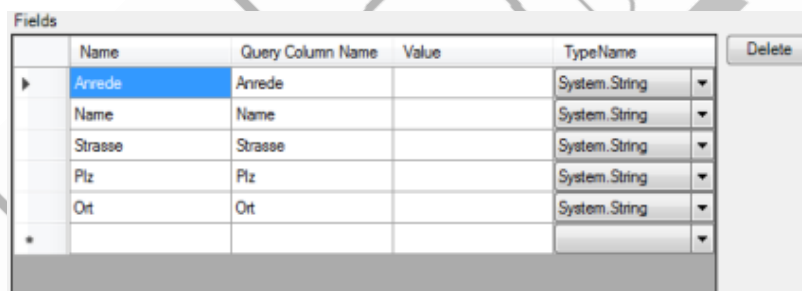 Fields
Name Query Column Name Value TypeName Delete
Anrede Anrede System.String
Name Name System.String
Strasse Strasse System.String
Plz Plz System.String
Ort Ort System.String
*